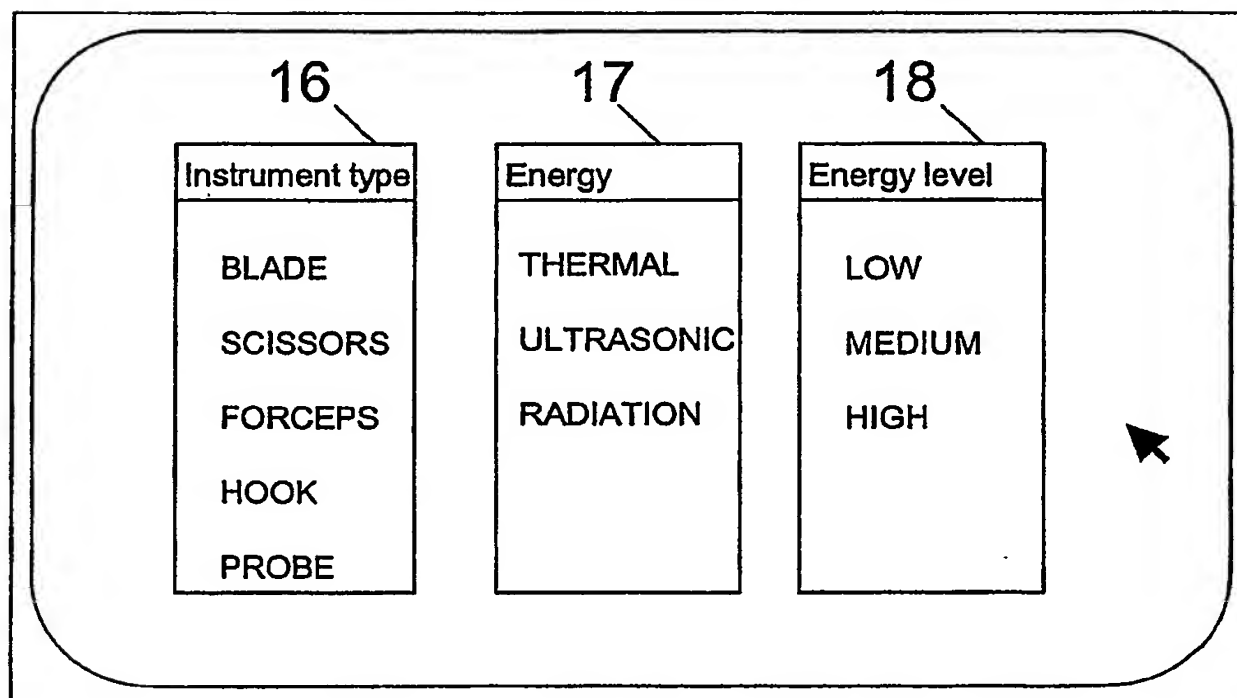 16
17
18
Instrument type
BLADE
SCISSORS
FORCEPS
HOOK
PROBE
Energy
THERMAL
ULTRASONIC
RADIATION
Energy level
LOW
MEDIUM
HIGH